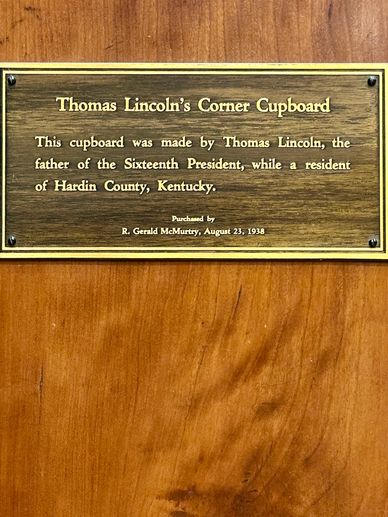 Thomas Lincoln's Corner Cupboard
This cupboard was made by Thomas Lincoln, the
father of the Sixteenth President, while a resident
of Hardin County, Kentucky.
Purchased by
R. Gerald McMurtry, August 23, 1938